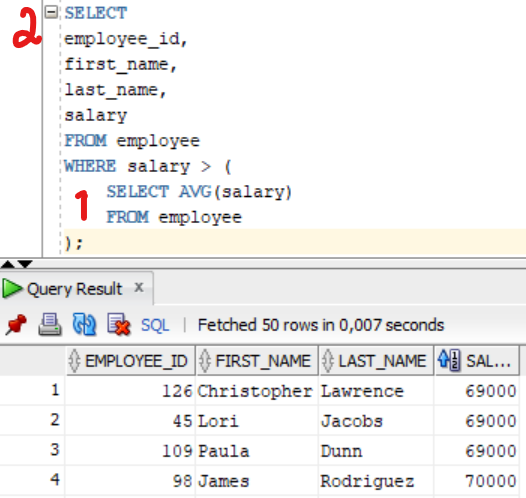 2
SELECT
employee_id,
first_name,
last_name,
salary
FROM employee
WHERE salary > (
1 SELECT AVG(salary)
FROM employee
);
Query Result x
SQL | Fetched 50 rows in 0,007 seconds
EMPLOYEE_ID FIRST_NAME LAST_NAME SAL...
1 126 Christopher Lawrence 69000
2 45 Lori Jacobs 69000
3 109 Paula Dunn 69000
4 98 James Rodriguez 70000